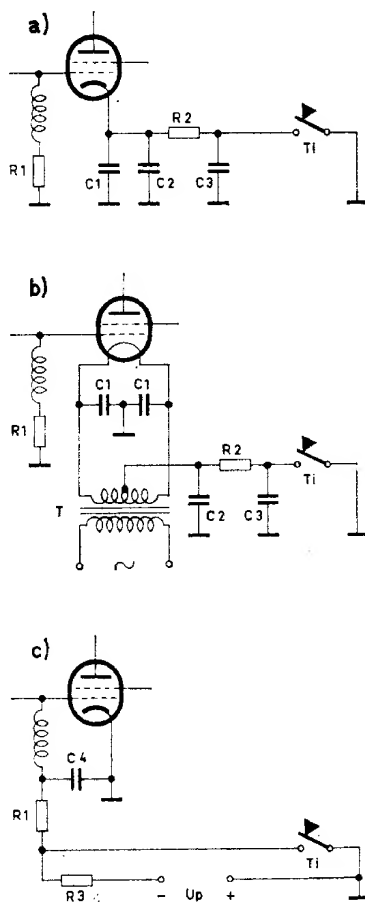 a)
R1
C1
C2
R2
C3
Ti
b)
R1
C1
C1
T
R2
C2
C3
Ti
~
c)
C4
R1
R3
- Up +
Ti